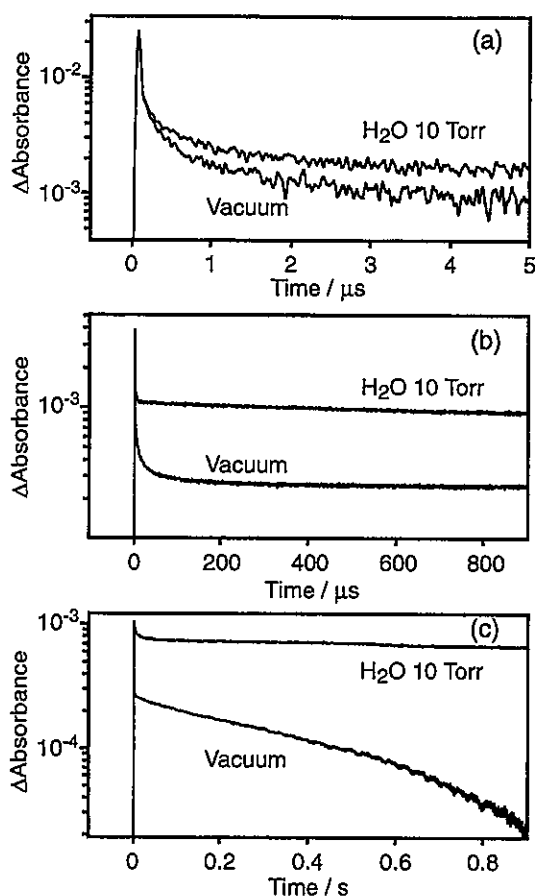 (a)
ΔAbsorbance
10⁻²
10⁻³
H₂O 10 Torr
Vacuum
0 1 2 3 4 5
Time / μs
(b)
ΔAbsorbance
10⁻³
H₂O 10 Torr
Vacuum
0 200 400 600 800
Time / μs
(c)
ΔAbsorbance
10⁻³
10⁻⁴
H₂O 10 Torr
Vacuum
0 0.2 0.4 0.6 0.8
Time / s